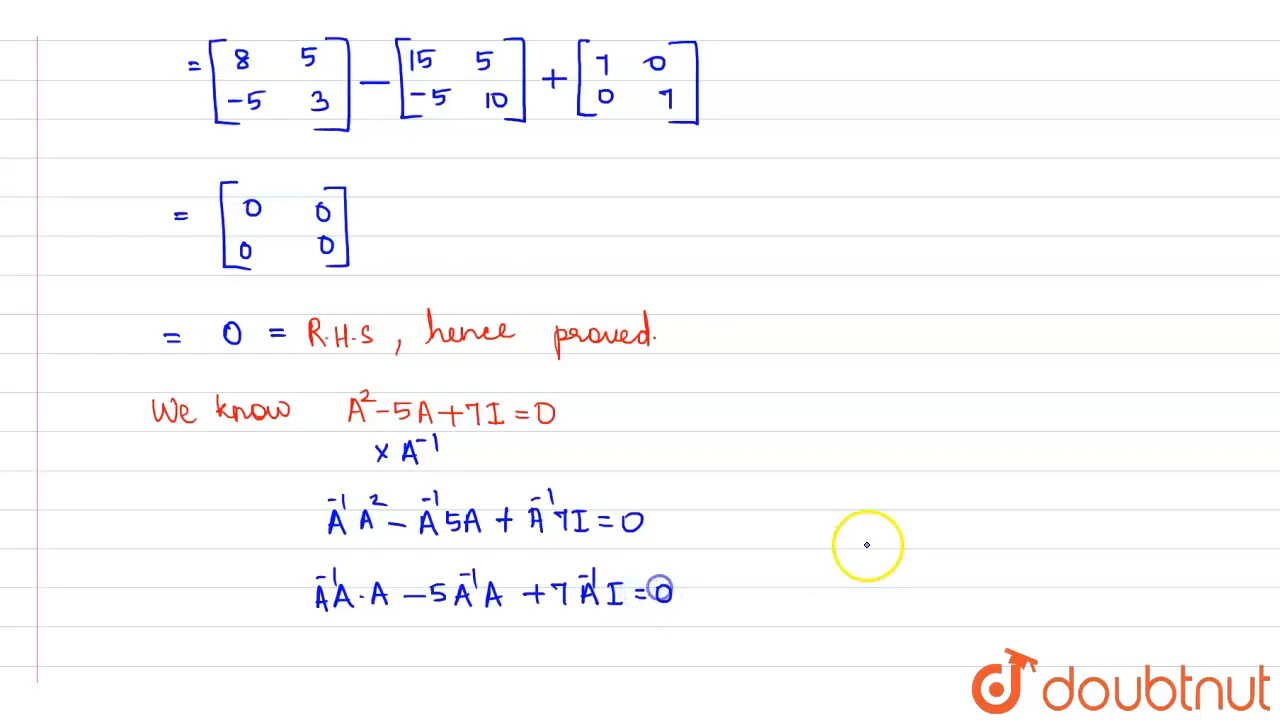 = [8 5; -5 3] - [15 5; -5 10] + [7 0; 0 7]
= [0 0; 0 0]
= 0 = R.H.S, hence proved.
We know A² - 5A + 7I = 0
× A⁻¹
A⁻¹A² - A⁻¹5A + A⁻¹7I = 0
A⁻¹A·A - 5A⁻¹A + 7A⁻¹I = 0
doubtnut